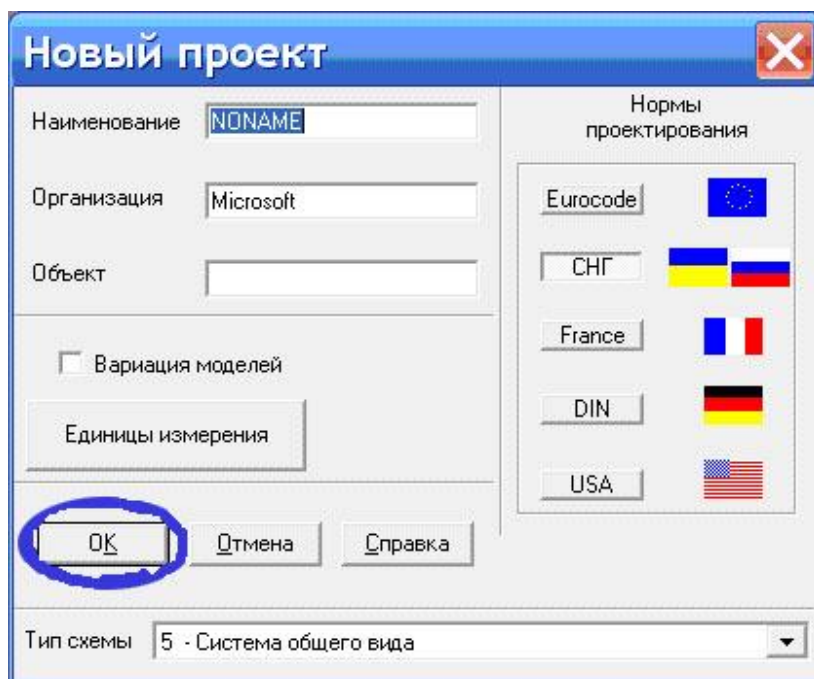 Новый проект
Наименование NONAME
Организация Microsoft
Объект
Вариация моделей
Единицы измерения
OK Отмена Справка
Нормы
проектирования
Eurocode
СНГ
France
DIN
USA
Тип схемы 5 - Система общего вида